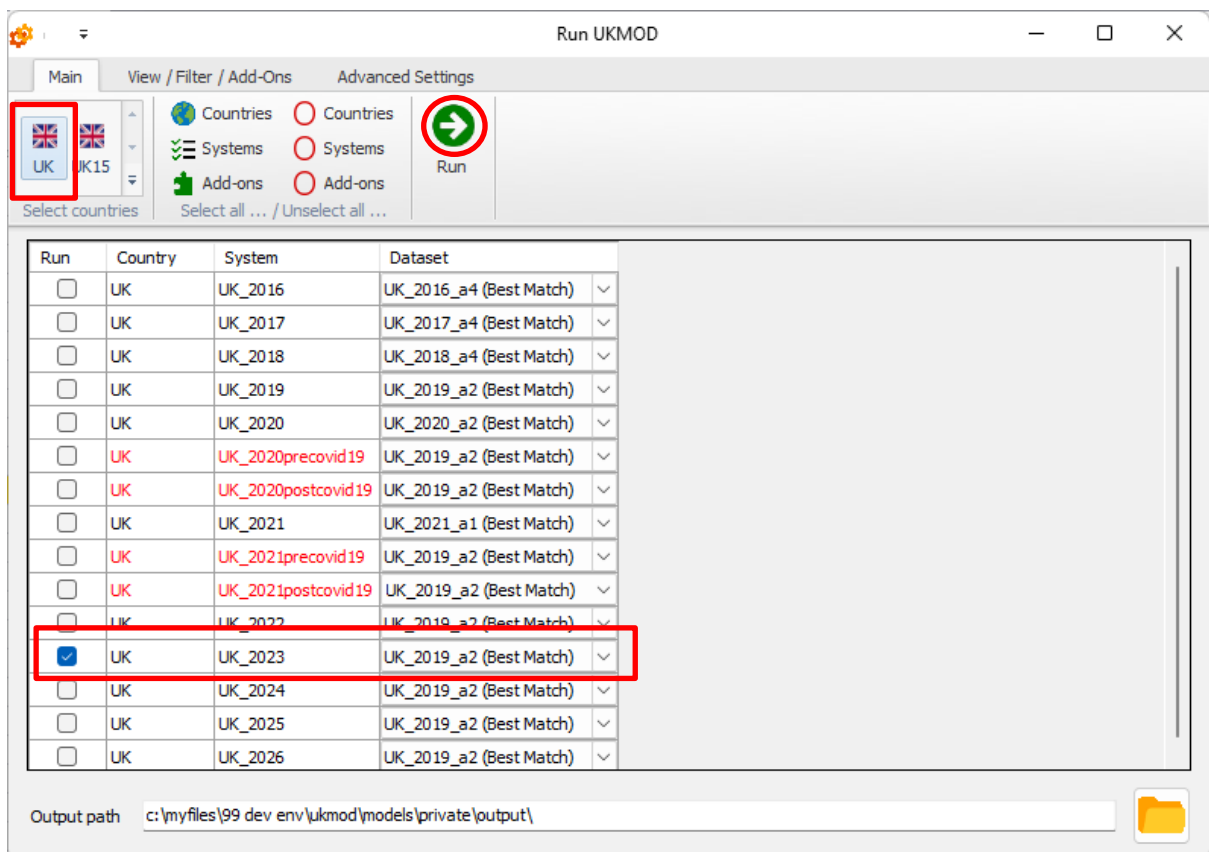 Run UKMOD
Main View / Filter / Add-Ons Advanced Settings
Countries Countries
Systems Systems
UK UK15 Run
Add-ons Add-ons
Select countries Select all ... / Unselect all ...
Run Country System Dataset
UK UK_2016 UK_2016_a4 (Best Match)
UK UK_2017 UK_2017_a4 (Best Match)
UK UK_2018 UK_2018_a4 (Best Match)
UK UK_2019 UK_2019_a2 (Best Match)
UK UK_2020 UK_2020_a2 (Best Match)
UK UK_2020precovid19 UK_2019_a2 (Best Match)
UK UK_2020postcovid19 UK_2019_a2 (Best Match)
UK UK_2021 UK_2021_a1 (Best Match)
UK UK_2021precovid19 UK_2019_a2 (Best Match)
UK UK_2021postcovid19 UK_2019_a2 (Best Match)
UK UK_2022 UK_2019_a2 (Best Match)
UK UK_2023 UK_2019_a2 (Best Match)
UK UK_2024 UK_2019_a2 (Best Match)
UK UK_2025 UK_2019_a2 (Best Match)
UK UK_2026 UK_2019_a2 (Best Match)
Output path c:\myfiles\99 dev env\ukmod\models\private\output\